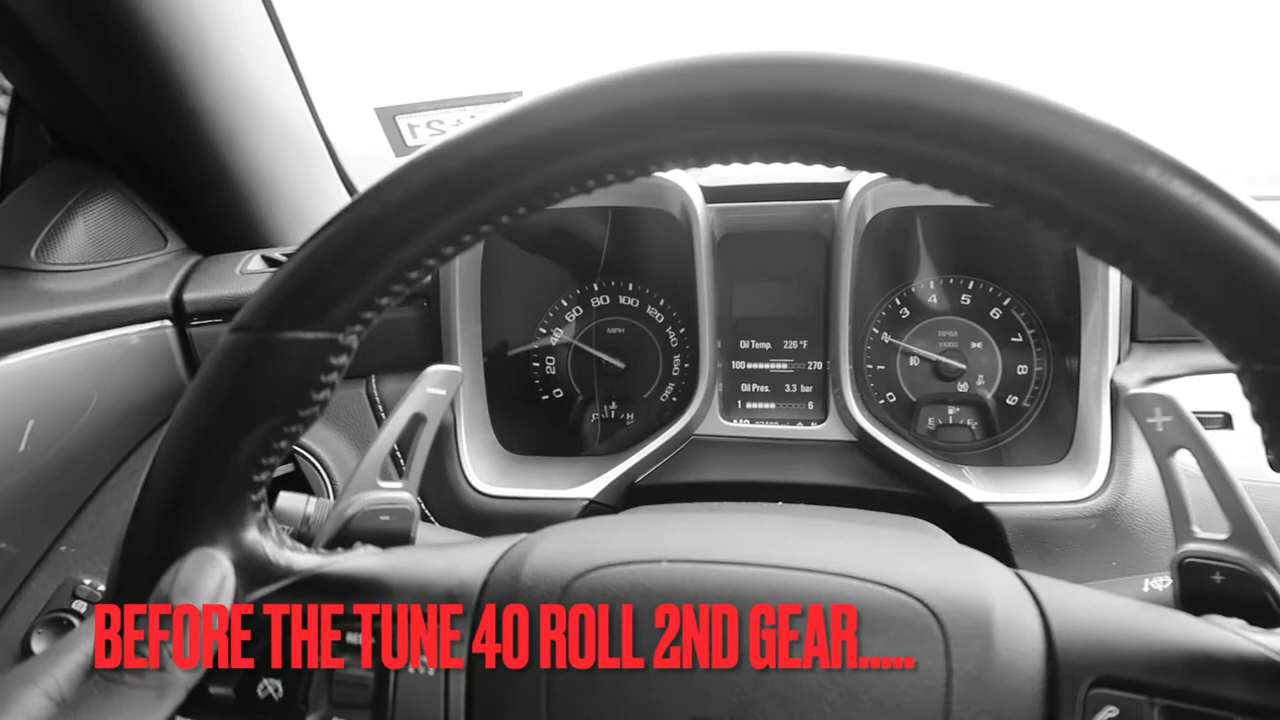 21
0 20 40 60 80 100 120 140 160 180
MPH
C H
Oil Temp. 226 °F
100 270
Oil Pres. 3.3 bar
1 6
M2
1 2 3 4 5 6 7 8 9
RPM
X1000
E F
+
-
+
BEFORE THE TUNE 40 ROLL 2ND GEAR.....